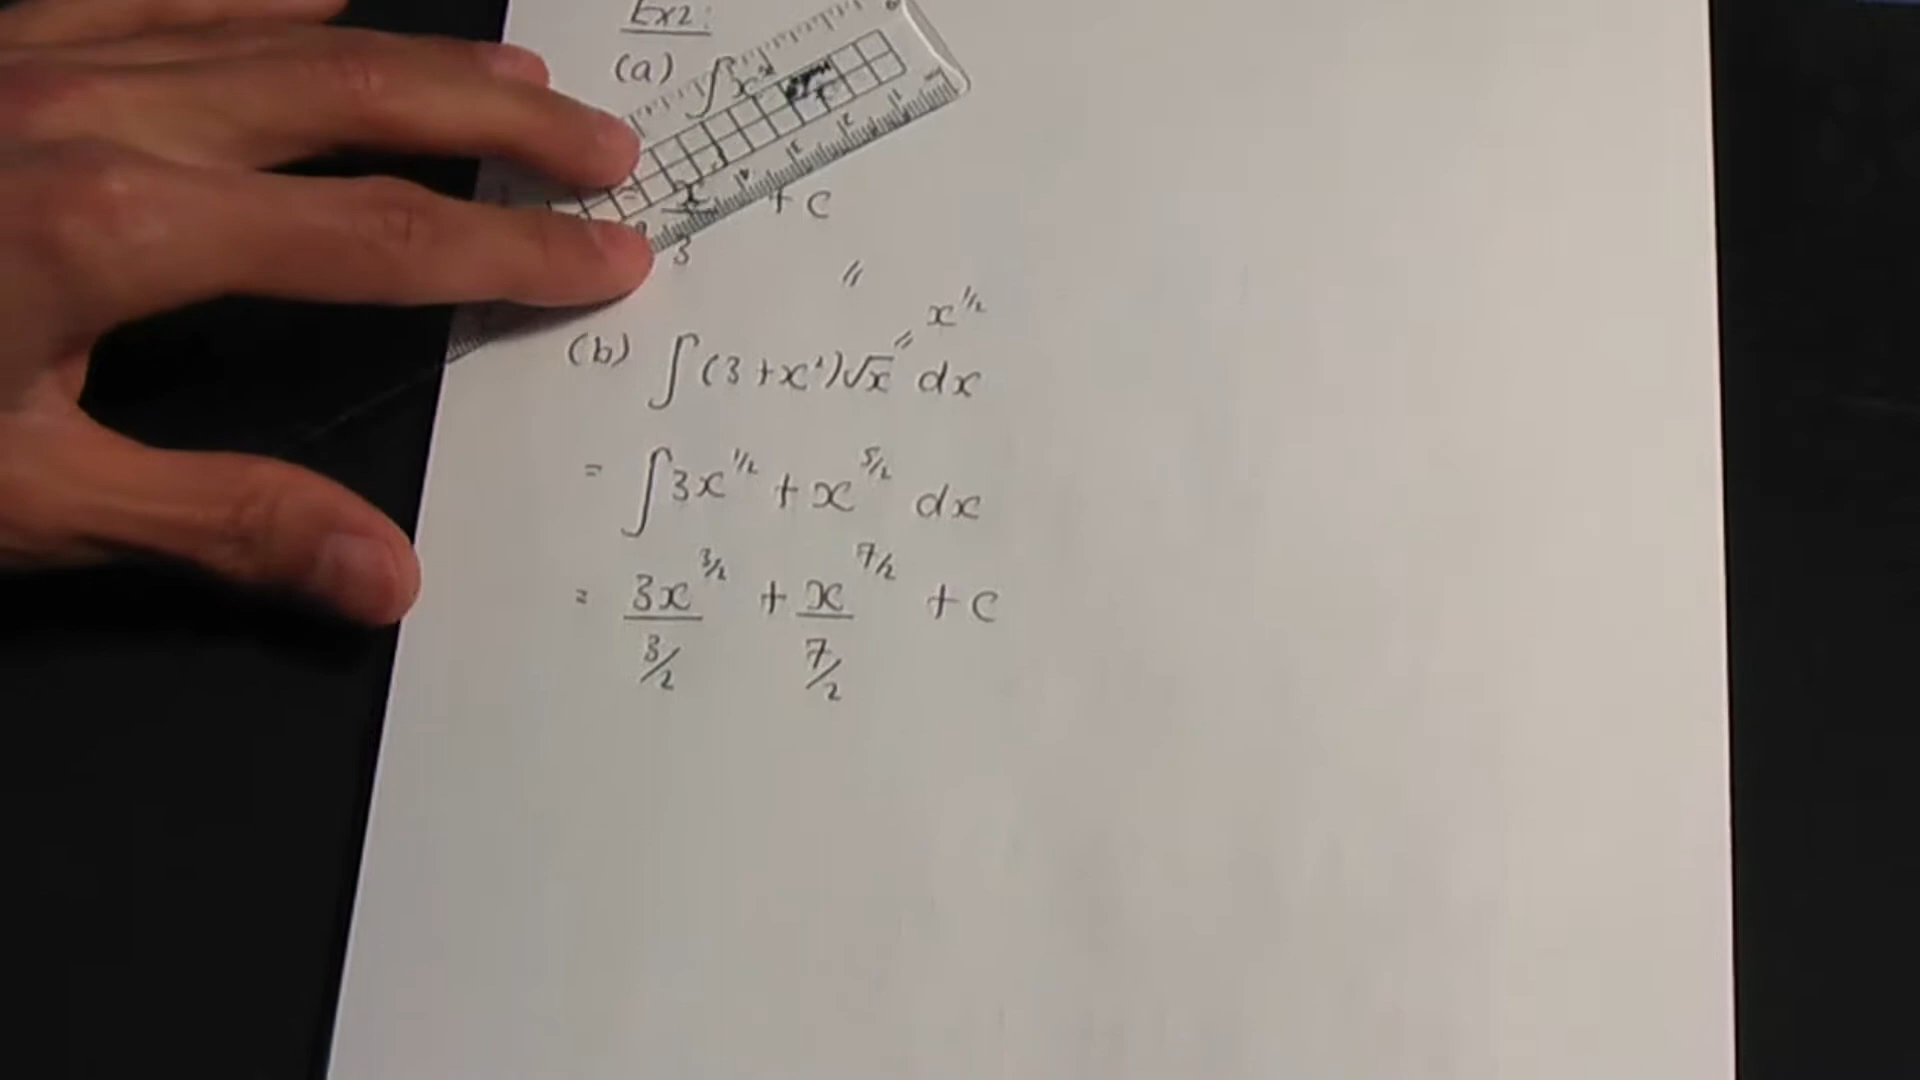 Ex2:
(a) ∫x²
x/3 + c
//
x^1/2
(b) ∫(3+x²)√x dx
= ∫3x^1/2 + x^5/2 dx
= 3x^3/2 / 3/2 + x^7/2 / 7/2 + c